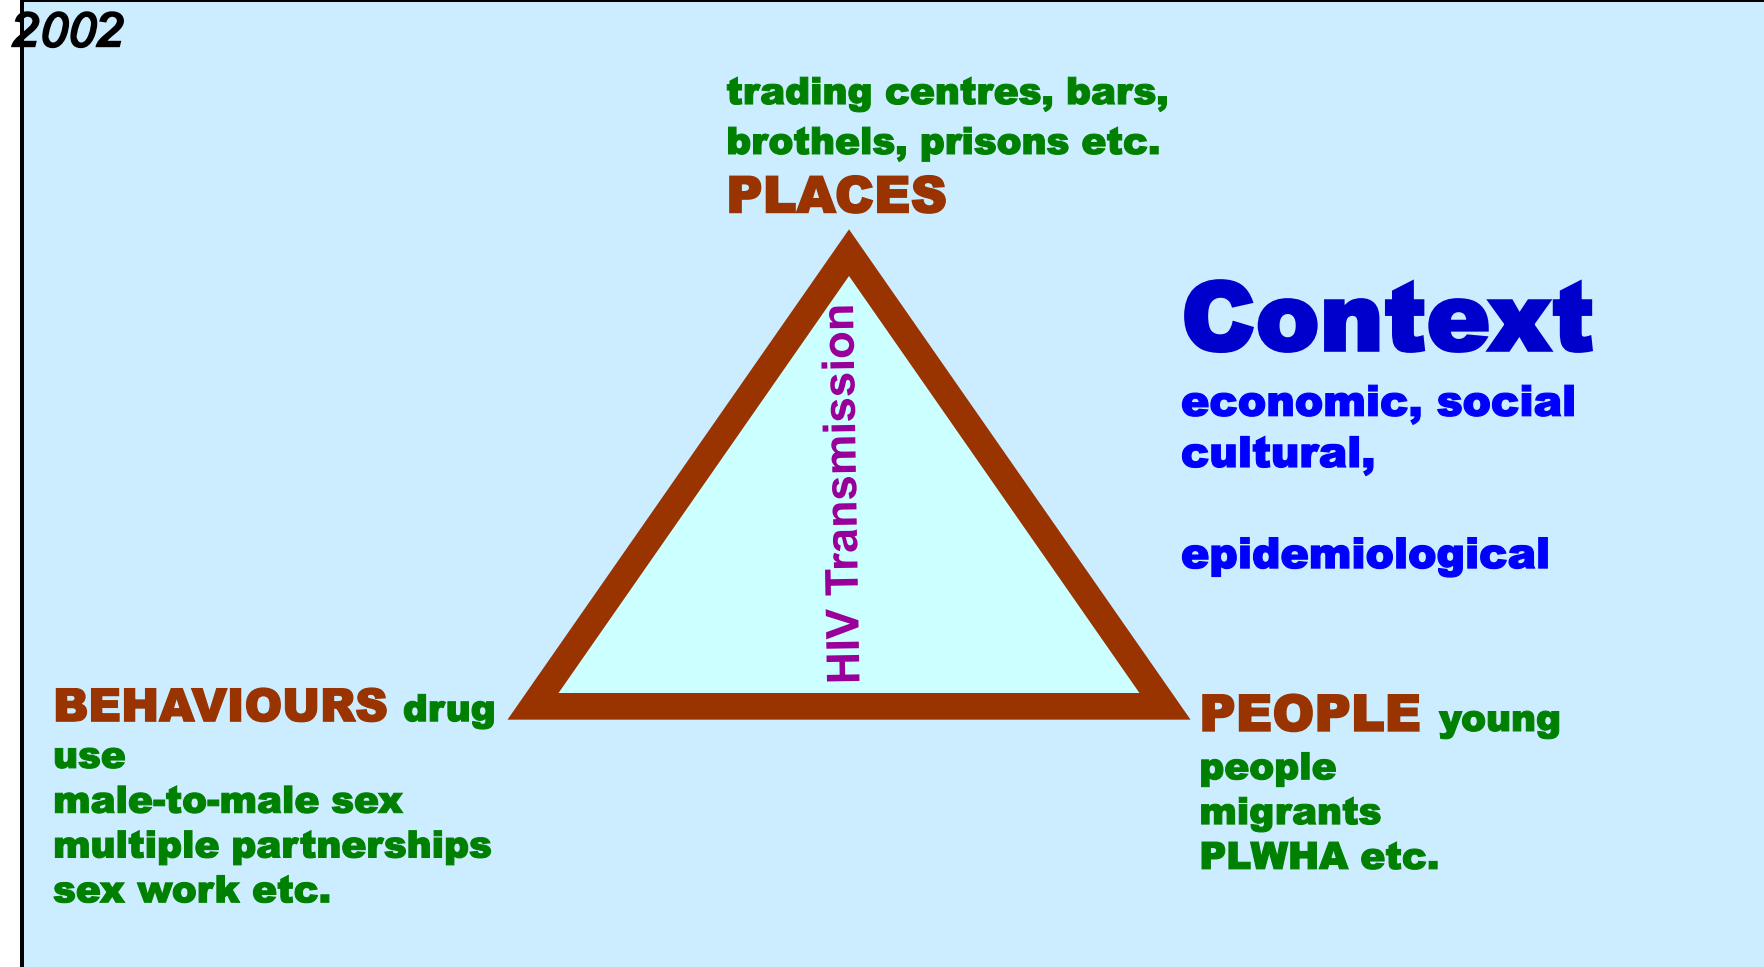 2002
trading centres, bars,
brothels, prisons etc.
PLACES
HIV Transmission
Context
economic, social
cultural,
epidemiological
BEHAVIOURS drug
use
male-to-male sex
multiple partnerships
sex work etc.
PEOPLE young
people
migrants
PLWHA etc.